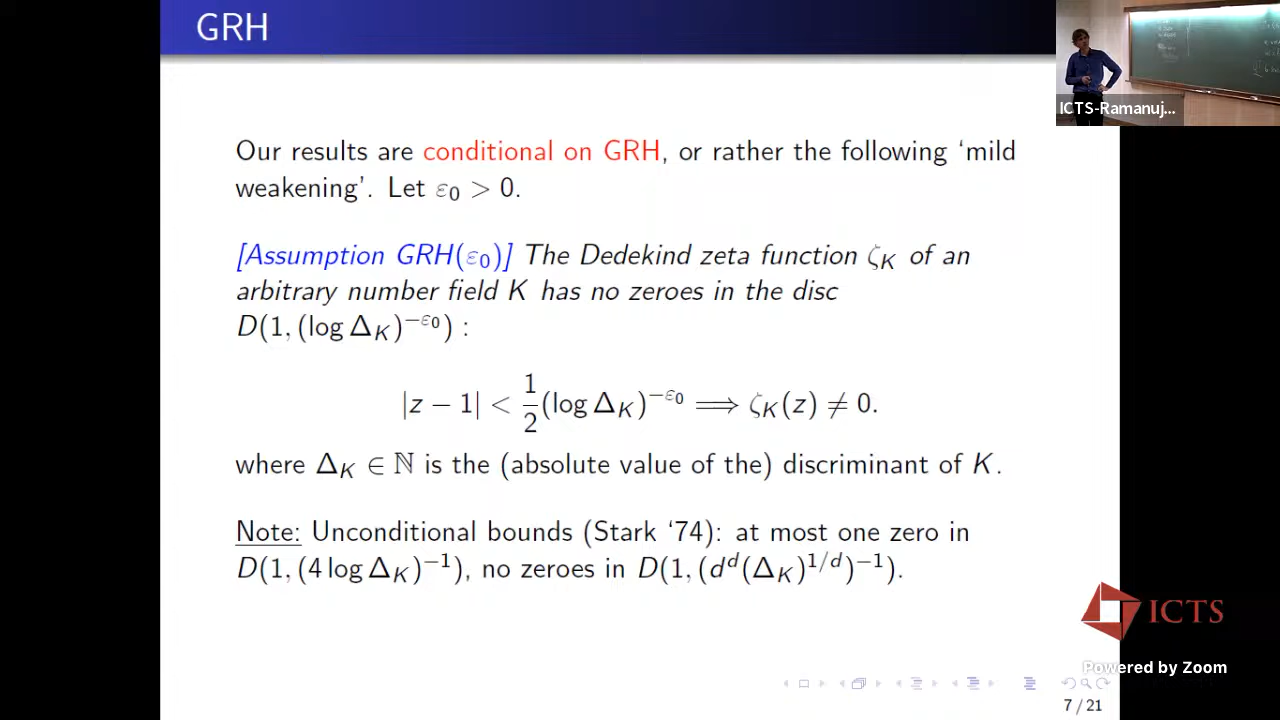 GRH
ICTS-Ramanuj...
Our results are conditional on GRH, or rather the following ‘mild
weakening’. Let ε₀ > 0.
[Assumption GRH(ε₀)] The Dedekind zeta function ζ_K of an
arbitrary number field K has no zeroes in the disc
D(1, (log Δ_K)^{−ε₀}) :
|z − 1| < 1/2 (log Δ_K)^{−ε₀} ⟹ ζ_K(z) ≠ 0.
where Δ_K ∈ ℕ is the (absolute value of the) discriminant of K.
Note: Unconditional bounds (Stark ‘74): at most one zero in
D(1, (4 log Δ_K)^{−1}), no zeroes in D(1, (d^d(Δ_K)^{1/d})^{−1}).
ICTS
Powered by Zoom
7 / 21